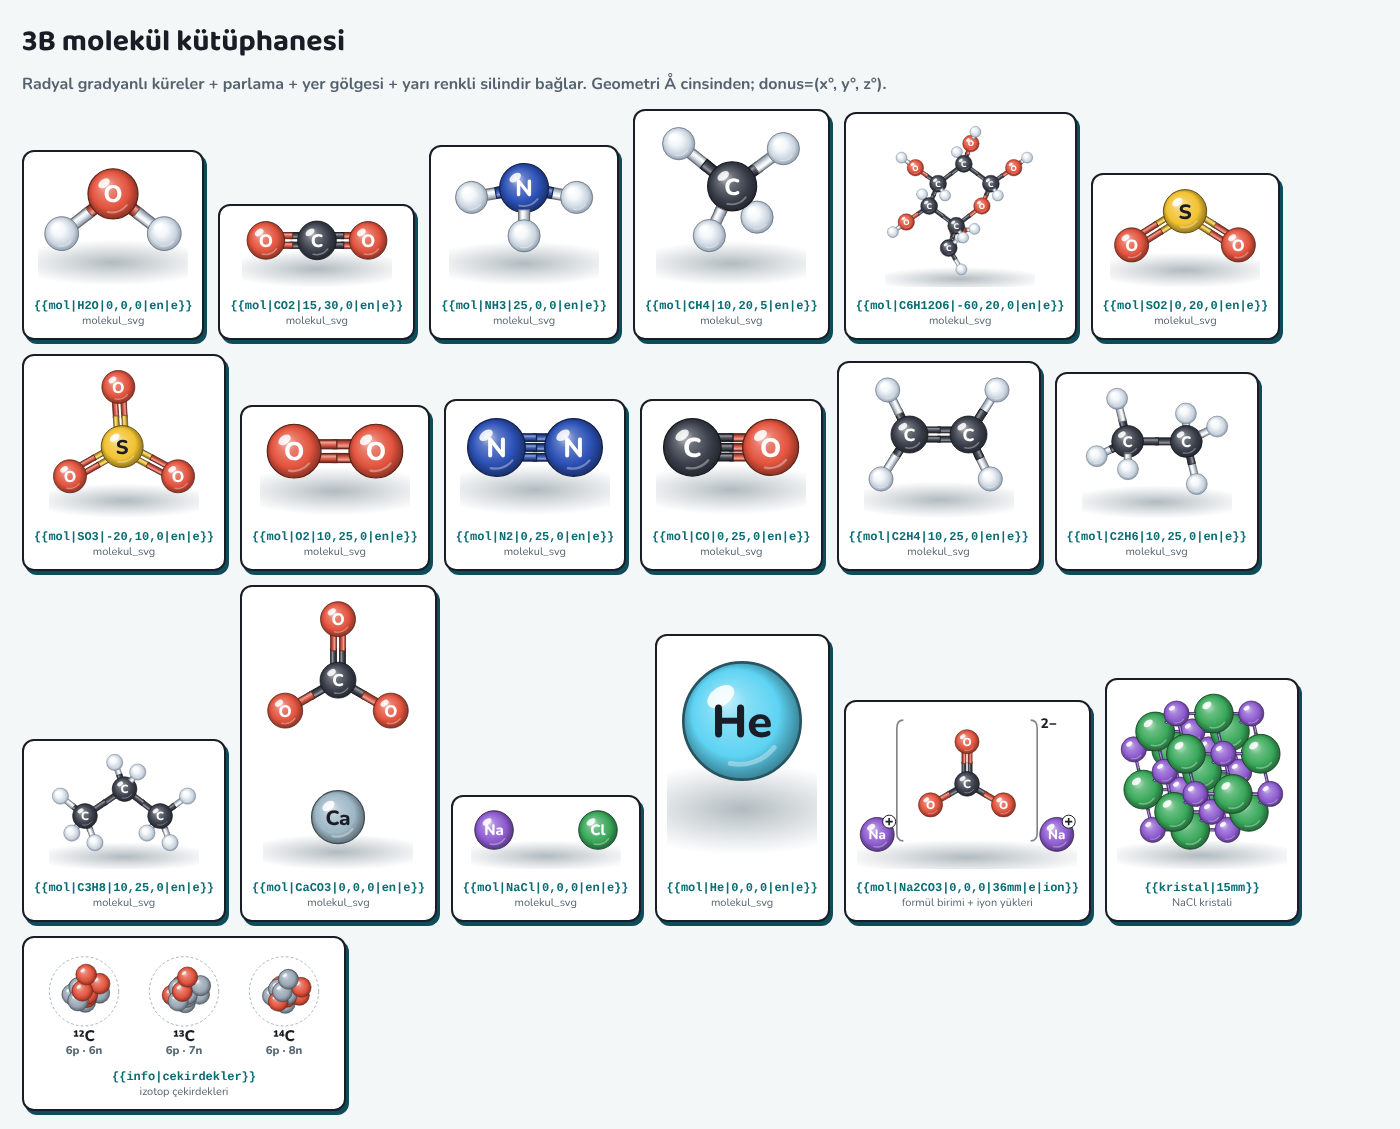 3B molekül kütüphanesi
Radyal gradyanlı küreler + parlama + yer gölgesi + yarı renkli silindir bağlar. Geometri Å cinsinden; donus=(x°, y°, z°).
O
{{mol|H2O|0,0,0|en|e}}
molekul_svg
O C O
{{mol|CO2|15,30,0|en|e}}
molekul_svg
N
{{mol|NH3|25,0,0|en|e}}
molekul_svg
C
{{mol|CH4|10,20,5|en|e}}
molekul_svg
O
O C O
C C
C O
O C
C
{{mol|C6H12O6|-60,20,0|en|e}}
molekul_svg
S
O O
{{mol|SO2|0,20,0|en|e}}
molekul_svg
O
S
O O
{{mol|SO3|-20,10,0|en|e}}
molekul_svg
O O
{{mol|O2|10,25,0|en|e}}
molekul_svg
N N
{{mol|N2|0,25,0|en|e}}
molekul_svg
C O
{{mol|CO|0,25,0|en|e}}
molekul_svg
C C
{{mol|C2H4|10,25,0|en|e}}
molekul_svg
C C
{{mol|C2H6|10,25,0|en|e}}
molekul_svg
C
C C
{{mol|C3H8|10,25,0|en|e}}
molekul_svg
O
C
O O
Ca
{{mol|CaCO3|0,0,0|en|e}}
molekul_svg
Na Cl
{{mol|NaCl|0,0,0|en|e}}
molekul_svg
He
{{mol|He|0,0,0|en|e}}
molekul_svg
2−
O
C
O O
Na + Na +
{{mol|Na2CO3|0,0,0|36mm|e|ion}}
formül birimi + iyon yükleri
{{kristal|15mm}}
NaCl kristali
¹²C ¹³C ¹⁴C
6p · 6n 6p · 7n 6p · 8n
{{info|cekirdekler}}
izotop çekirdekleri